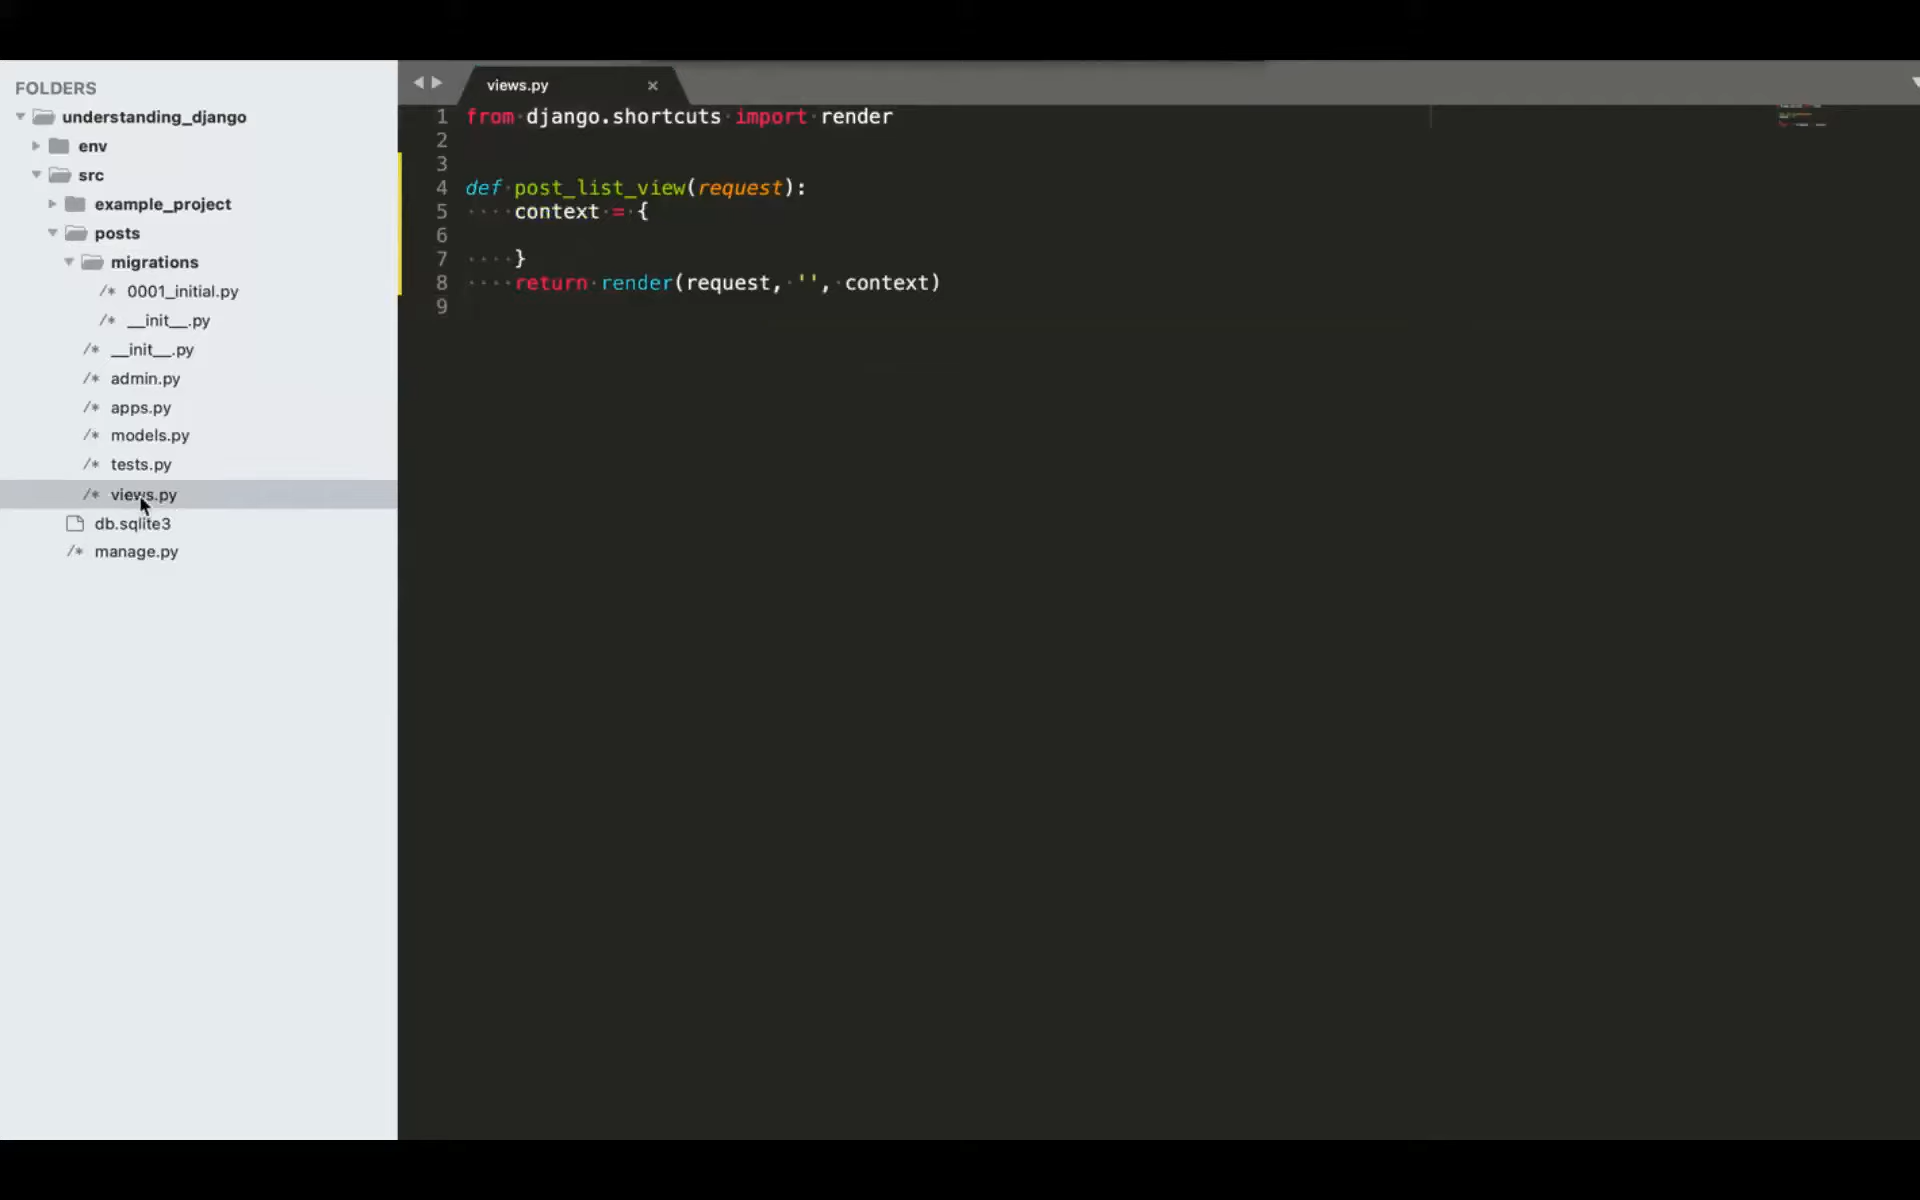 FOLDERS
understanding_django
env
src
example_project
posts
migrations
/* 0001_initial.py
/* __init__.py
/* __init__.py
/* admin.py
/* apps.py
/* models.py
/* tests.py
/* views.py
db.sqlite3
/* manage.py
views.py ×
1 from django.shortcuts import render
2
3
4 def post_list_view(request):
5 context = {
6
7 }
8 return render(request, '', context)
9